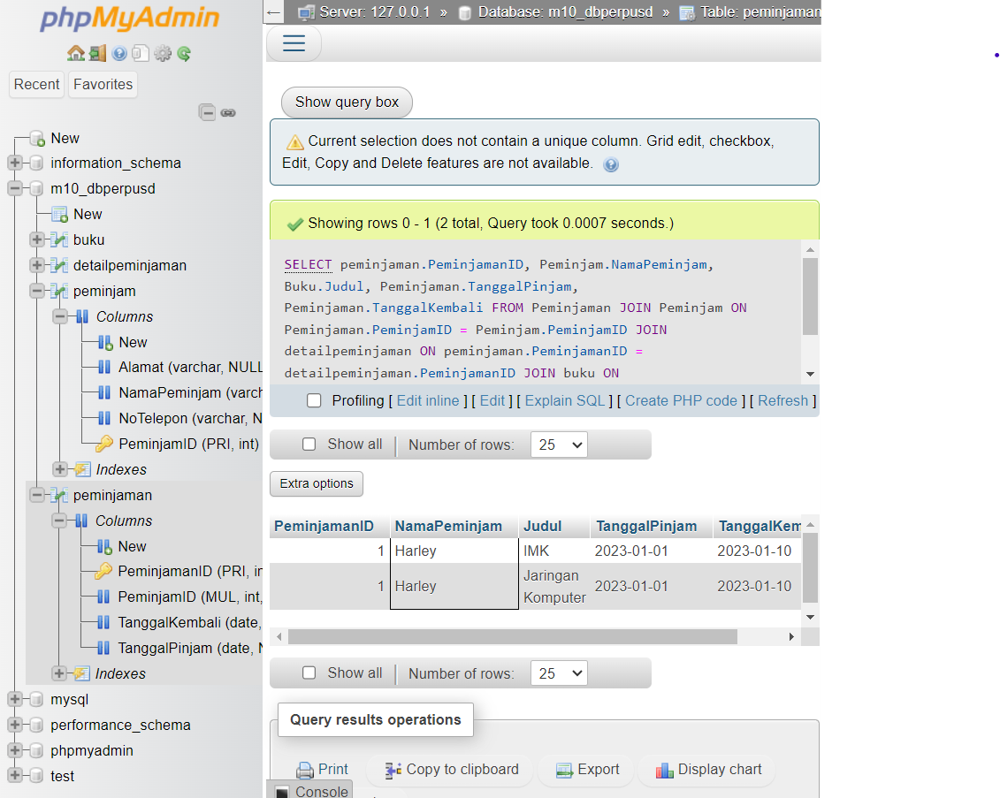 phpMyAdmin
Recent
Favorites
New
information_schema
m10_dbperpusd
New
buku
detailpeminjaman
peminjam
Columns
New
Alamat (varchar, NULL
NamaPeminjam (varch
NoTelepon (varchar, N
PeminjamID (PRI, int)
Indexes
peminjaman
Columns
New
PeminjamanID (PRI, in
PeminjamID (MUL, int,
TanggalKembali (date,
TanggalPinjam (date, N
Indexes
mysql
performance_schema
phpmyadmin
test
Server: 127.0.0.1 » Database: m10_dbperpusd » Table: peminjaman
Show query box
Current selection does not contain a unique column. Grid edit, checkbox,
Edit, Copy and Delete features are not available.
Showing rows 0 - 1 (2 total, Query took 0.0007 seconds.)
SELECT peminjaman.PeminjamanID, Peminjam.NamaPeminjam,
Buku.Judul, Peminjaman.TanggalPinjam,
Peminjaman.TanggalKembali FROM Peminjaman JOIN Peminjam ON
Peminjaman.PeminjamID = Peminjam.PeminjamID JOIN
detailpeminjaman ON peminjaman.PeminjamanID =
detailpeminjaman.PeminjamanID JOIN buku ON
Profiling [ Edit inline ] [ Edit ] [ Explain SQL ] [ Create PHP code ] [ Refresh ]
Show all Number of rows: 25
Extra options
PeminjamanID NamaPeminjam Judul TanggalPinjam TanggalKem
1 Harley IMK 2023-01-01 2023-01-10
1 Harley Jaringan Komputer 2023-01-01 2023-01-10
Show all Number of rows: 25
Query results operations
Print Copy to clipboard Export Display chart
Console